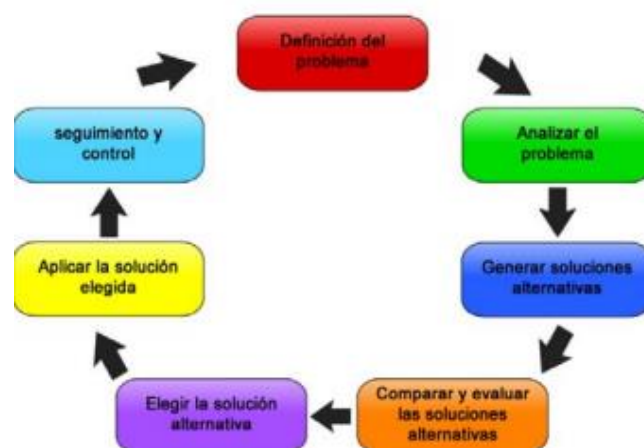 Definición del
problema
Analizar el
problema
Generar soluciones
alternativas
Comparar y evaluar
las soluciones
alternativas
Elegir la solución
alternativa
Aplicar la solución
elegida
seguimiento y
control